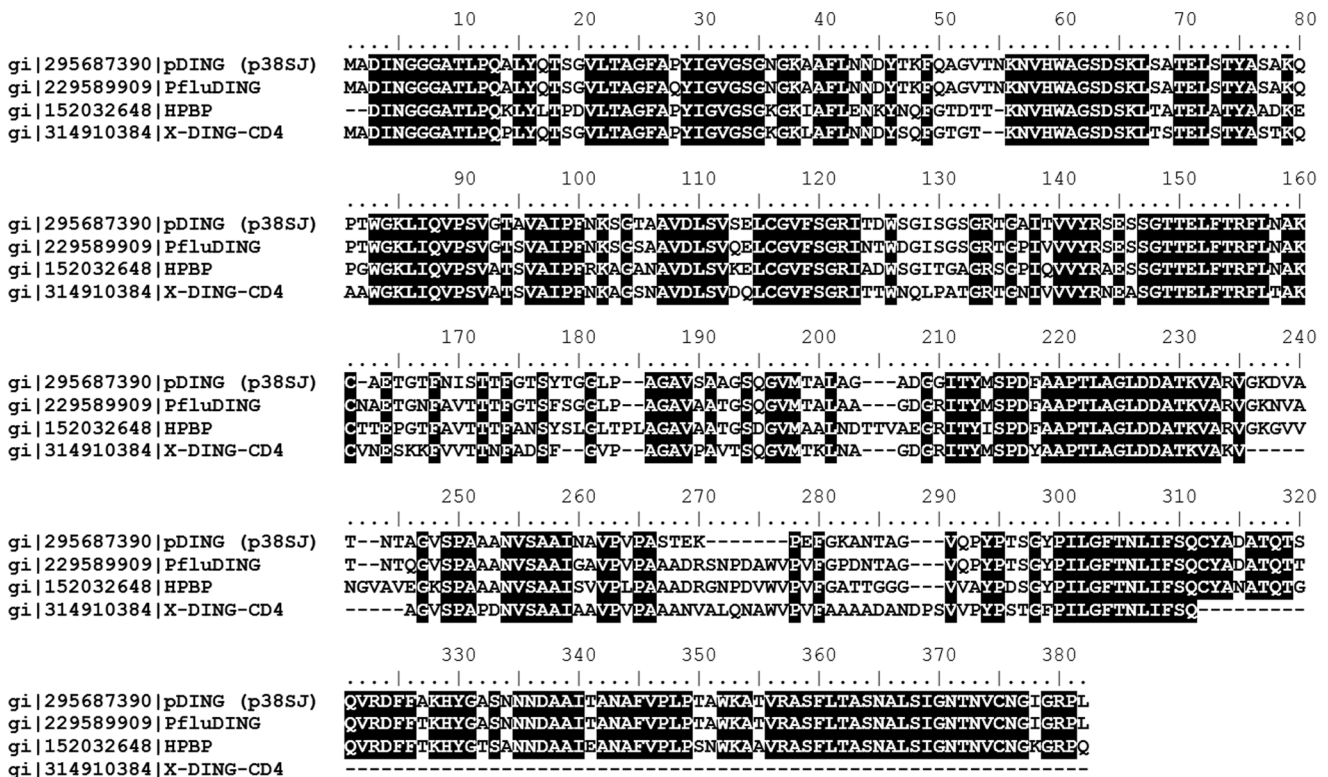 10 20 30 40 50 60 70 80
....|....|....|....|....|....|....|....|....|....|....|....|....|....|....|....|
gi|295687390|pDING (p38SJ) MADINGGGATLPQALYQTSGVLTAGFAPYIGVGSGNGKAAFLNNDYTKFQAGVTNKNVHWAGSDSKLSATELSTYASAKQ
gi|229589909|PfluDING MADINGGGATLPQALYQTSGVLTAGFAQYIGVGSGNGKAAFLNNDYTKFQAGVTNKNVHWAGSDSKLSATELSTYASAKQ
gi|152032648|HPBP --DINGGGATLPQKLYLTPDVLTAGFAPYIGVGSGKGKIAFLENKYNQFGTDTT-KNVHWAGSDSKLTATELATYAADKE
gi|314910384|X-DING-CD4 MADINGGGATLPQPLYQTSGVLTAGFAPYIGVGSGKGKLAFLNNDYSQFGTGT--KNVHWAGSDSKLTSTELSTYASTKQ
90 100 110 120 130 140 150 160
....|....|....|....|....|....|....|....|....|....|....|....|....|....|....|....|
gi|295687390|pDING (p38SJ) PTWGKLIQVPSVGTAVAIPFNKSGTAAVDLSVSELCGVFSGRITDWSGISGSGRTGAITVVYRSESSGTTELFTRFLNAK
gi|229589909|PfluDING PTWGKLIQVPSVGTSVAIPFNKSGSAAVDLSVQELCGVFSGRINTWDGISGSGRTGPIVVVYRSESSGTTELFTRFLNAK
gi|152032648|HPBP PGWGKLIQVPSVATSVAIPFRKAGANAVDLSVKELCGVFSGRIADWSGITGAGRSGPIQVVYRAESSGTTELFTRFLNAK
gi|314910384|X-DING-CD4 AAWGKLIQVPSVATSVAIPFNKAGSNAVDLSVDQLCGVFSGRITTWNQLPATGRTGNIVVVYRNEASGTTELFTRFLTAK
170 180 190 200 210 220 230 240
....|....|....|....|....|....|....|....|....|....|....|....|....|....|....|....|
gi|295687390|pDING (p38SJ) C-AETGTFNISTTFGTSYTGGLP--AGAVSAAGSQGVMTALAG---ADGGITYMSPDFAAPTLAGLDDATKVARVGKDVA
gi|229589909|PfluDING CNAETGNFAVTTTFGTSFSGGLP--AGAVAATGSQGVMTALAA---GDGRITYMSPDFAAPTLAGLDDATKVARVGKNVA
gi|152032648|HPBP CTTEPGTFAVTTTFANSYSLGLTPLAGAVAATGSDGVMAALNDTTVAEGRITYISPDFAAPTLAGLDDATKVARVGKGVV
gi|314910384|X-DING-CD4 CVNESKKFVVTTNFADSF--GVP--AGAVPAVTSQGVMTKLNA---GDGRITYMSPDYAAPTLAGLDDATKVAKV-----
250 260 270 280 290 300 310 320
....|....|....|....|....|....|....|....|....|....|....|....|....|....|....|....|
gi|295687390|pDING (p38SJ) T--NTAGVSPAAANVSAAINAVPVPASTEK-------PEFGKANTAG---VQPYPTSGYPILGFTNLIFSQCYADATQTS
gi|229589909|PfluDING T--NTQGVSPAAANVSAAIGAVPVPAAADRSNPDAWVPVFGPDNTAG---VQPYPTSGYPILGFTNLIFSQCYADATQTT
gi|152032648|HPBP NGVAVEGKSPAAANVSAAISVVPLPAAADRGNPDVWVPVFGATTGGG---VVAYPDSGYPILGFTNLIFSQCYANATQTG
gi|314910384|X-DING-CD4 -----AGVSPAPDNVSAAIAAVPVPAAANVALQNAWVPVFAAAADANDPSVVPYPSTGFPILGFTNLIFSQ---------
330 340 350 360 370 380
....|....|....|....|....|....|....|....|....|....|....|....|..
gi|295687390|pDING (p38SJ) QVRDFFAKHYGASNNNDAAITANAFVPLPTAWKATVRASFLTASNALSIGNTNVCNGIGRPL
gi|229589909|PfluDING QVRDFFTKHYGASNNNDAAITANAFVPLPTAWKATVRASFLTASNALSIGNTNVCNGIGRPL
gi|152032648|HPBP QVRDFFTKHYGTSANNDAAIEANAFVPLPSNWKAAVRASFLTASNALSIGNTNVCNGKGRPQ
gi|314910384|X-DING-CD4 --------------------------------------------------------------